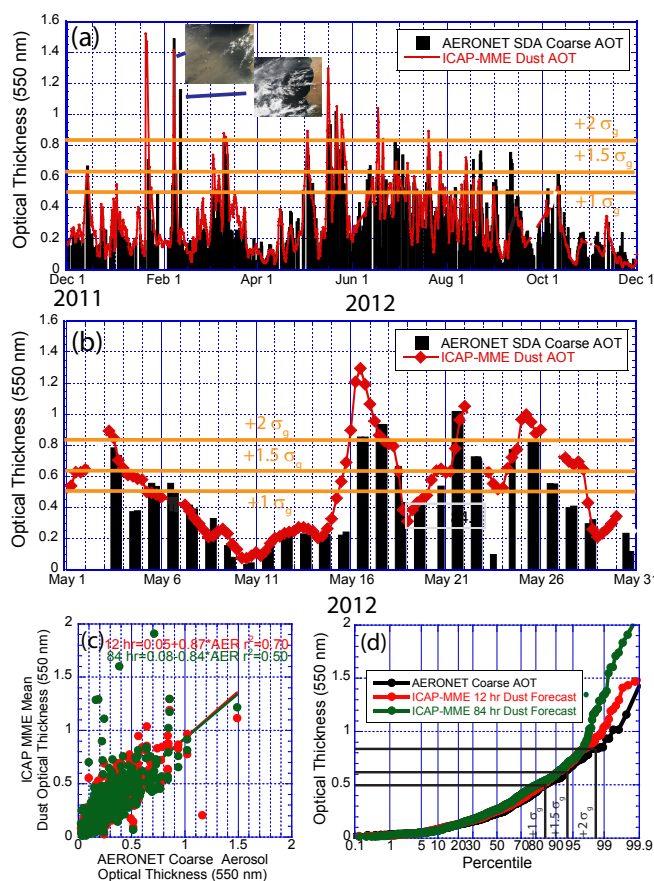 (a)
AERONET SDA Coarse AOT
ICAP-MME Dust AOT
Optical Thickness (550 nm)
1.6
1.4
1.2
1
0.8
0.6
0.4
0.2
0
+2 σg
+1.5 σg
+1 σg
Dec 1 Feb 1 Apr 1 Jun 1 Aug 1 Oct 1 Dec 1
2011 2012
(b)
AERONET SDA Coarse AOT
ICAP-MME Dust AOT
Optical Thickness (550 nm)
1.6
1.4
1.2
1
0.8
0.6
0.4
0.2
0
+2 σg
+1.5 σg
+1 σg
May 1 May 6 May 11 May 16 May 21 May 26 May 31
2012
(c)
12 hr=0.05+0.87*AER r²=0.70
84 hr=0.08-0.84*AER r²=0.50
ICAP MME Mean
Dust Optical Thickness (550 nm)
2
1.5
1
0.5
0
0 0.5 1 1.5 2
AERONET Coarse Aerosol
Optical Thickness (550 nm)
(d)
AERONET Coarse AOT
ICAP-MME 12 hr Dust Forecast
ICAP-MME 84 hr Dust Forecast
Optical Thickness (550 nm)
2
1.5
1
0.5
0
+1 σg
+1.5 σg
+2 σg
0.1 1 5 10 2030 50 70 80 90 95 99 99.9
Percentile